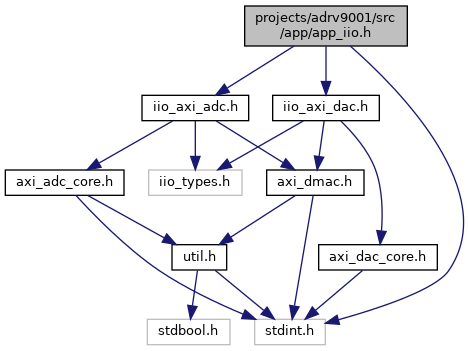 projects/adrv9001/src
/app/app_iio.h
iio_axi_adc.h
iio_axi_dac.h
axi_adc_core.h
iio_types.h
axi_dmac.h
util.h
axi_dac_core.h
stdbool.h
stdint.h